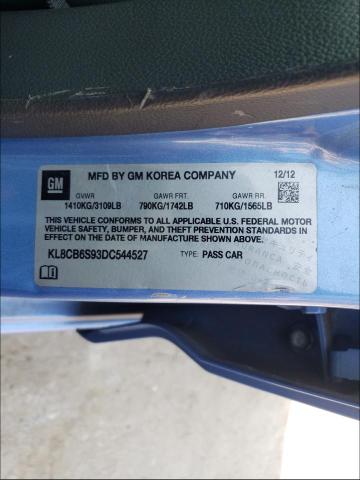 GM
MFD BY GM KOREA COMPANY 12/12
GVWR GAWR FRT. GAWR RR.
1410KG/3109LB 790KG/1742LB 710KG/1565LB
THIS VEHICLE CONFORMS TO ALL APPLICABLE U.S. FEDERAL MOTOR
VEHICLE SAFETY, BUMPER, AND THEFT PREVENTION STANDARDS
IN EFFECT ON THE DATE OF MANUFACTURE SHOWN ABOVE.
KL8CB6S93DC544527 TYPE: PASS CAR